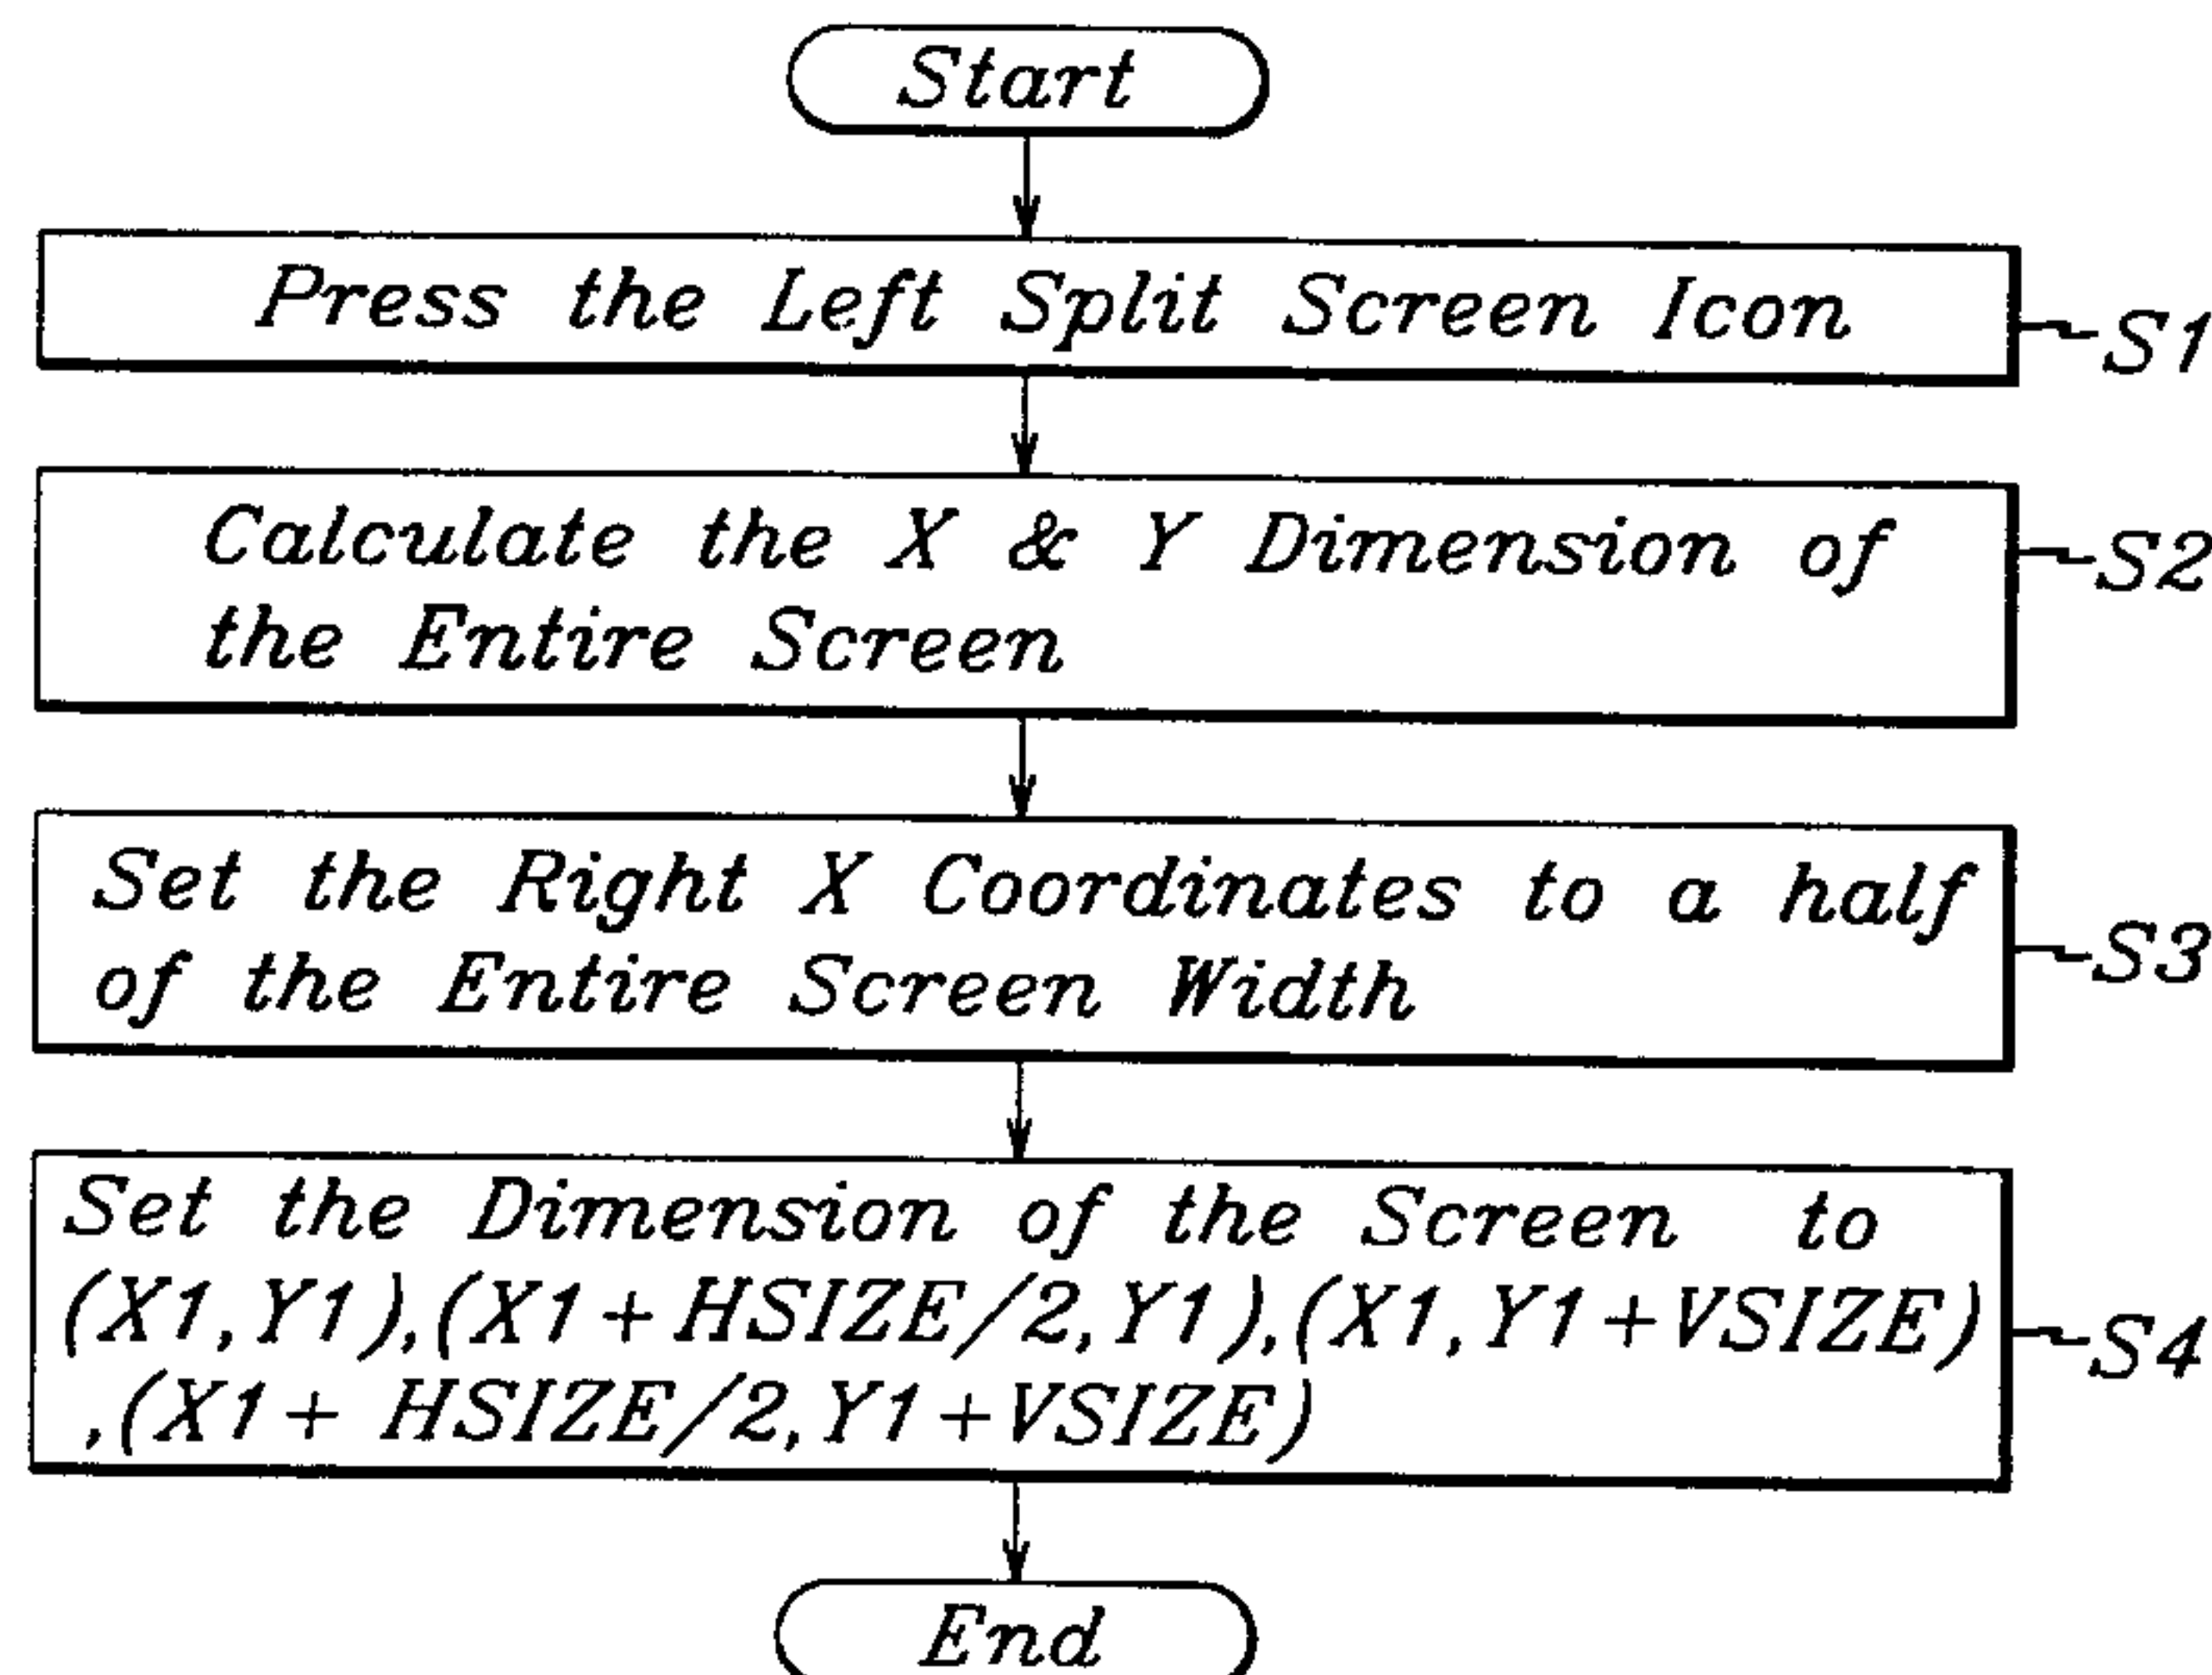 Start
Press the Left Split Screen Icon
S1
Calculate the X & Y Dimension of
the Entire Screen
S2
Set the Right X Coordinates to a half
of the Entire Screen Width
S3
Set the Dimension of the Screen to
(X1,Y1),(X1+HSIZE/2,Y1),(X1,Y1+VSIZE)
,(X1+ HSIZE/2,Y1+VSIZE)
S4
End